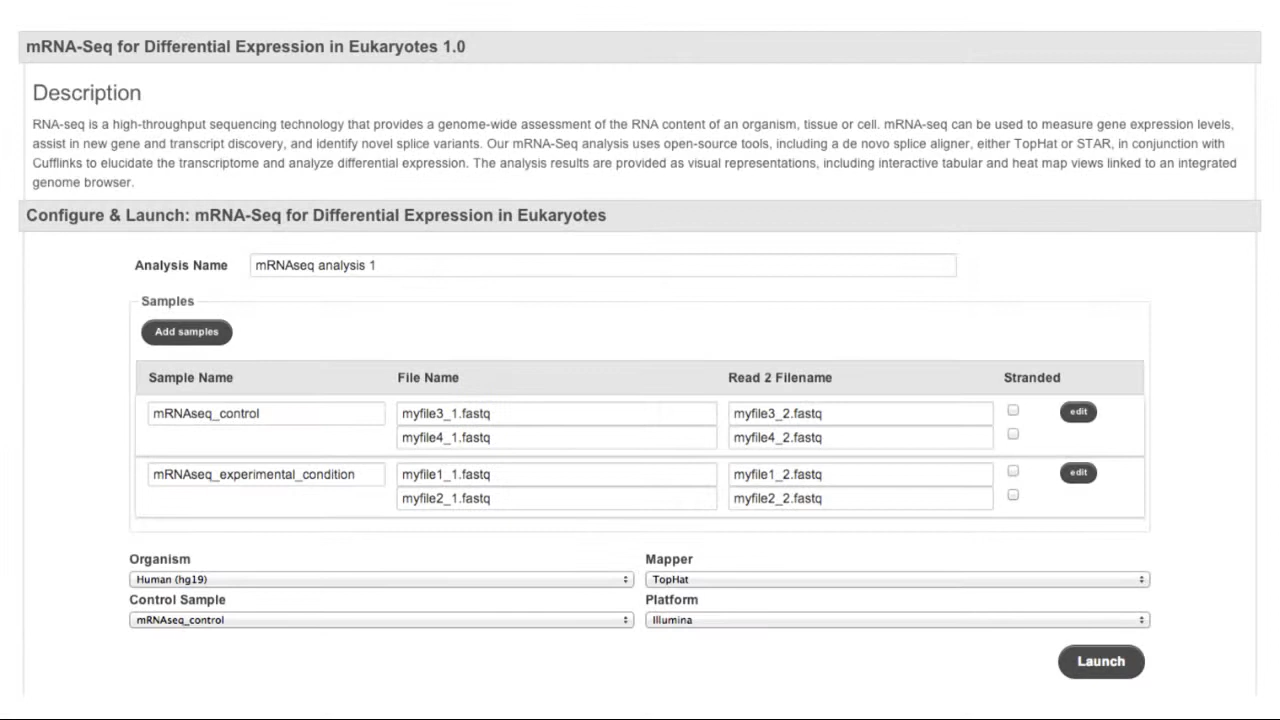 mRNA-Seq for Differential Expression in Eukaryotes 1.0
Description
RNA-seq is a high-throughput sequencing technology that provides a genome-wide assessment of the RNA content of an organism, tissue or cell. mRNA-seq can be used to measure gene expression levels,
assist in new gene and transcript discovery, and identify novel splice variants. Our mRNA-Seq analysis uses open-source tools, including a de novo splice aligner, either TopHat or STAR, in conjunction with
Cufflinks to elucidate the transcriptome and analyze differential expression. The analysis results are provided as visual representations, including interactive tabular and heat map views linked to an integrated
genome browser.
Configure & Launch: mRNA-Seq for Differential Expression in Eukaryotes
Analysis Name mRNAseq analysis 1
Samples
Add samples
Sample Name File Name Read 2 Filename Stranded
mRNAseq_control myfile3_1.fastq myfile3_2.fastq edit
myfile4_1.fastq myfile4_2.fastq
mRNAseq_experimental_condition myfile1_1.fastq myfile1_2.fastq edit
myfile2_1.fastq myfile2_2.fastq
Organism Mapper
Human (hg19) TopHat
Control Sample Platform
mRNAseq_control Illumina
Launch